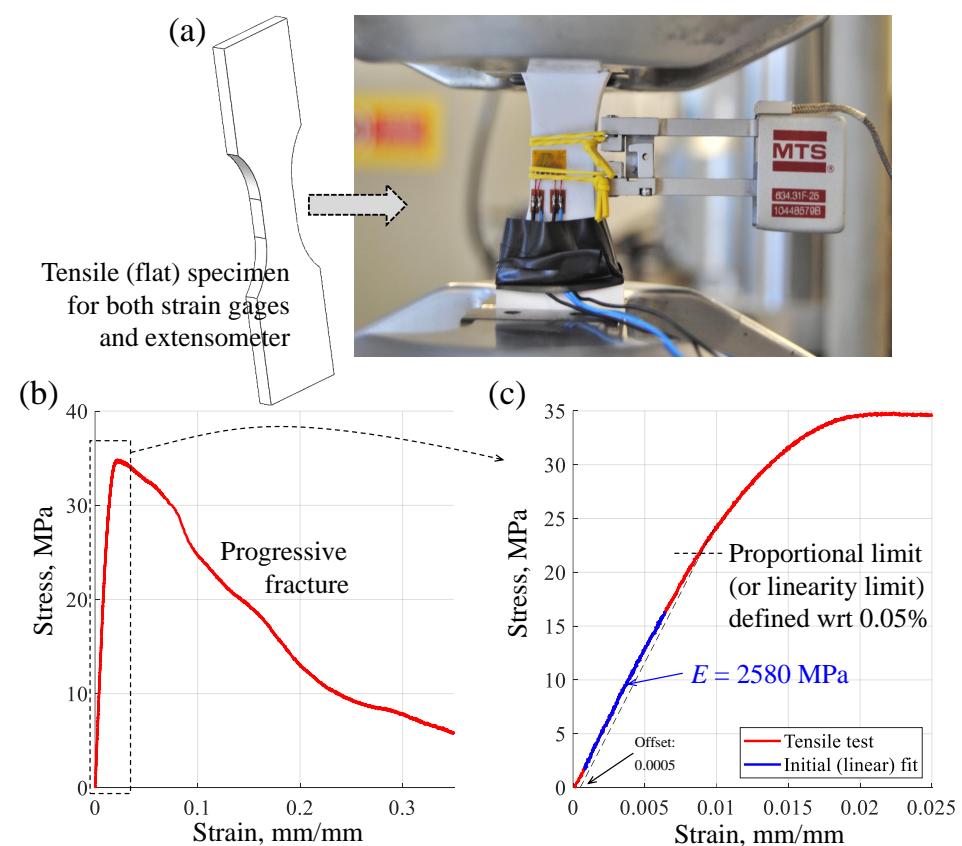 (a)
Tensile (flat) specimen
for both strain gages
and extensometer
MTS
®
634.31F-25
10448579B
(b)
40
30
20
10
0
0
0.1
0.2
0.3
Stress, MPa
Strain, mm/mm
Progressive
fracture
(c)
35
30
25
20
15
10
5
0
0
0.005
0.01
0.015
0.02
0.025
Stress, MPa
Strain, mm/mm
Proportional limit
(or linearity limit)
defined wrt 0.05%
E = 2580 MPa
Offset:
0.0005
Tensile test
Initial (linear) fit